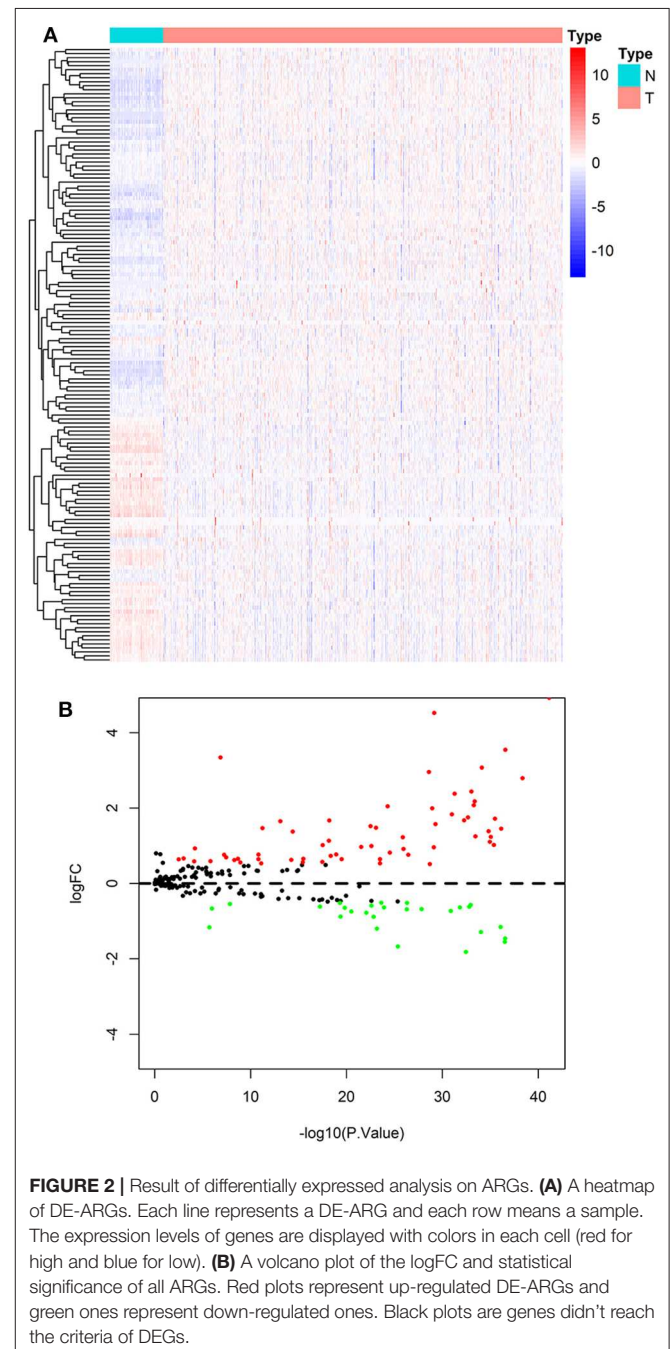 A
Type
10
5
0
-5
-10
Type
N
T
B
4
2
0
-2
-4
logFC
0 10 20 30 40
-log10(P.Value)
FIGURE 2 | Result of differentially expressed analysis on ARGs. (A) A heatmap
of DE-ARGs. Each line represents a DE-ARG and each row means a sample.
The expression levels of genes are displayed with colors in each cell (red for
high and blue for low). (B) A volcano plot of the logFC and statistical
significance of all ARGs. Red plots represent up-regulated DE-ARGs and
green ones represent down-regulated ones. Black plots are genes didn't reach
the criteria of DEGs.